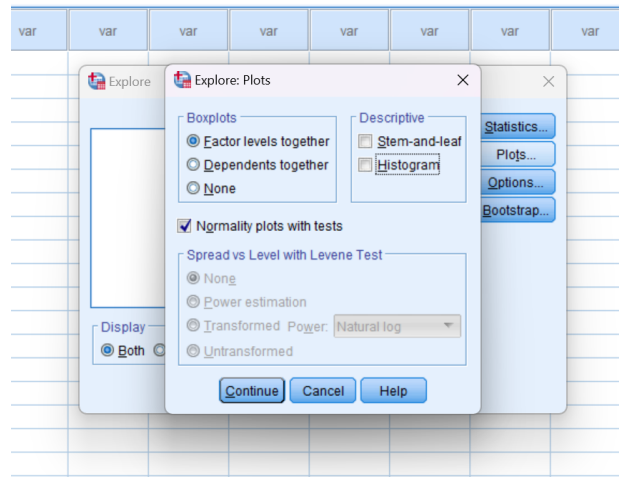 var var var var var var var var
Explore
Explore: Plots
Boxplots
Factor levels together
Dependents together
None
Descriptive
Stem-and-leaf
Histogram
Normality plots with tests
Spread vs Level with Levene Test
None
Power estimation
Transformed Power: Natural log
Untransformed
Continue Cancel Help
Statistics...
Plots...
Options...
Bootstrap...
Display
Both